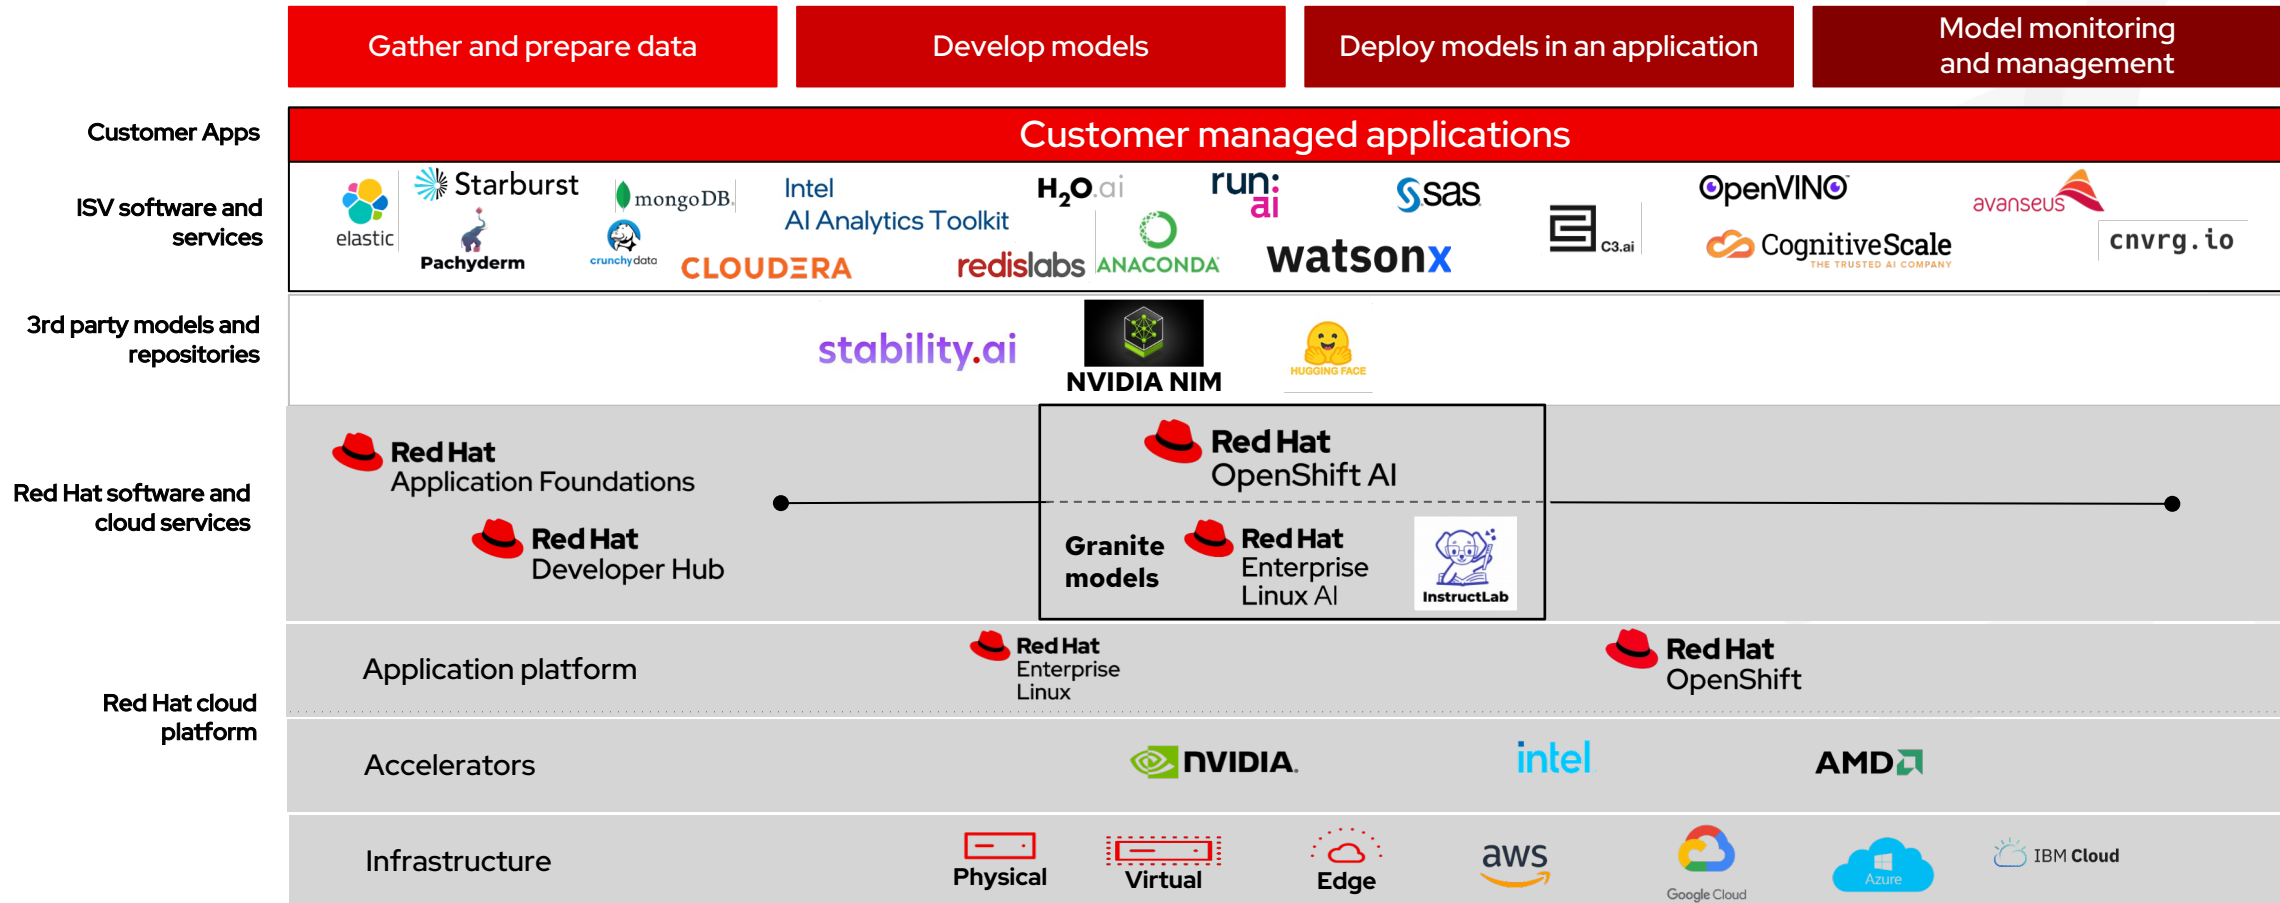 Gather and prepare data
Develop models
Deploy models in an application
Model monitoring
and management
Customer Apps
Customer managed applications
ISV software and
services
elastic
Starburst
Pachyderm
mongoDB.
crunchydata
CLOUDERA
Intel
AI Analytics Toolkit
redislabs
H2O.ai
ANACONDA
run:
ai
watsonx
sas
C3.ai
OpenVINO
CognitiveScale
THE TRUSTED AI COMPANY
avanseus
cnvrg.io
3rd party models and
repositories
stability.ai
NVIDIA NIM
HUGGING FACE
Red Hat software and
cloud services
Red Hat
Application Foundations
Red Hat
Developer Hub
Red Hat
OpenShift AI
Granite
models
Red Hat
Enterprise
Linux AI
InstructLab
Red Hat cloud
platform
Application platform
Red Hat
Enterprise
Linux
Red Hat
OpenShift
Accelerators
NVIDIA.
intel
AMD
Infrastructure
Physical
Virtual
Edge
aws
Google Cloud
Azure
IBM Cloud